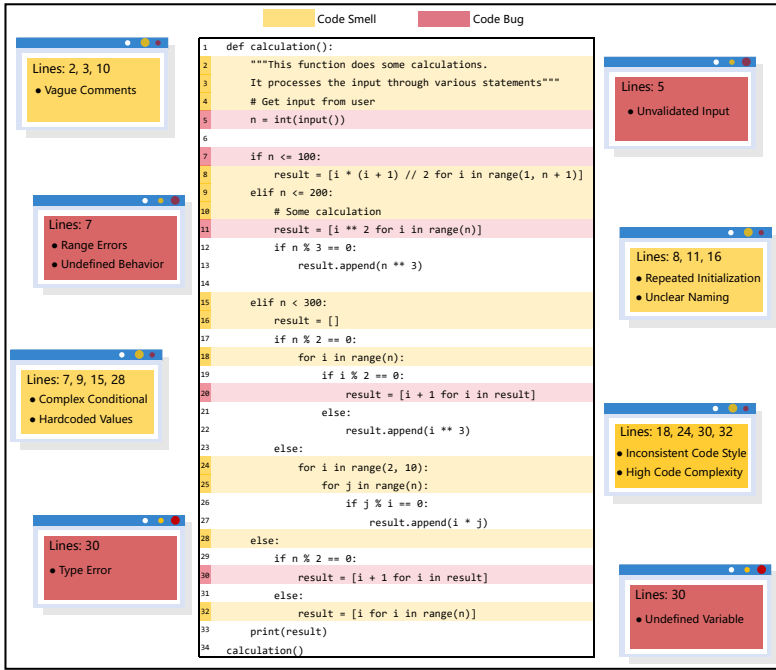 Code Smell
Code Bug
Lines: 2, 3, 10
● Vague Comments
Lines: 7
● Range Errors
● Undefined Behavior
Lines: 7, 9, 15, 28
● Complex Conditional
● Hardcoded Values
Lines: 30
● Type Error
1 def calculation():
2 """This function does some calculations.
3 It processes the input through various statements"""
4 # Get input from user
5 n = int(input())
6
7 if n <= 100:
8 result = [i * (i + 1) // 2 for i in range(1, n + 1)]
9 elif n <= 200:
10 # Some calculation
11 result = [i ** 2 for i in range(n)]
12 if n % 3 == 0:
13 result.append(n ** 3)
14
15 elif n < 300:
16 result = []
17 if n % 2 == 0:
18 for i in range(n):
19 if i % 2 == 0:
20 result = [i + 1 for i in result]
21 else:
22 result.append(i ** 3)
23 else:
24 for i in range(2, 10):
25 for j in range(n):
26 if j % i == 0:
27 result.append(i * j)
28 else:
29 if n % 2 == 0:
30 result = [i + 1 for i in result]
31 else:
32 result = [i for i in range(n)]
33 print(result)
34 calculation()
Lines: 5
● Unvalidated Input
Lines: 8, 11, 16
● Repeated Initialization
● Unclear Naming
Lines: 18, 24, 30, 32
● Inconsistent Code Style
● High Code Complexity
Lines: 30
● Undefined Variable